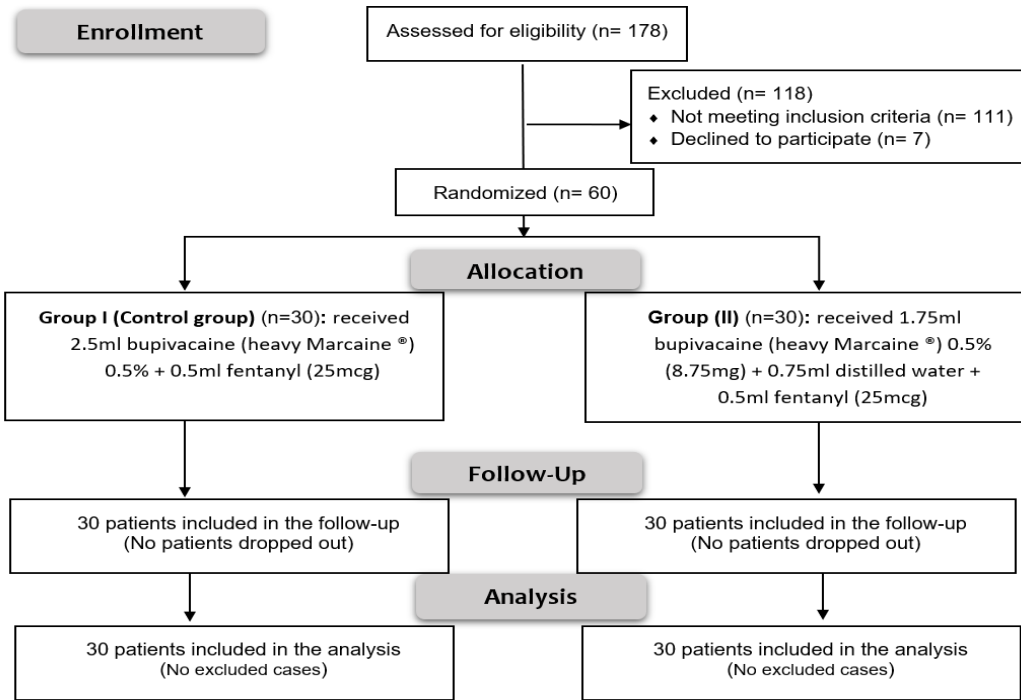 Enrollment
Assessed for eligibility (n= 178)
Excluded (n= 118)
⬥ Not meeting inclusion criteria (n= 111)
⬥ Declined to participate (n= 7)
Randomized (n= 60)
Allocation
Group I (Control group) (n=30): received
2.5ml bupivacaine (heavy Marcaine ®)
0.5% + 0.5ml fentanyl (25mcg)
Group (ll) (n=30): received 1.75ml
bupivacaine (heavy Marcaine ®) 0.5%
(8.75mg) + 0.75ml distilled water +
0.5ml fentanyl (25mcg)
Follow-Up
30 patients included in the follow-up
(No patients dropped out)
30 patients included in the follow-up
(No patients dropped out)
Analysis
30 patients included in the analysis
(No excluded cases)
30 patients included in the analysis
(No excluded cases)